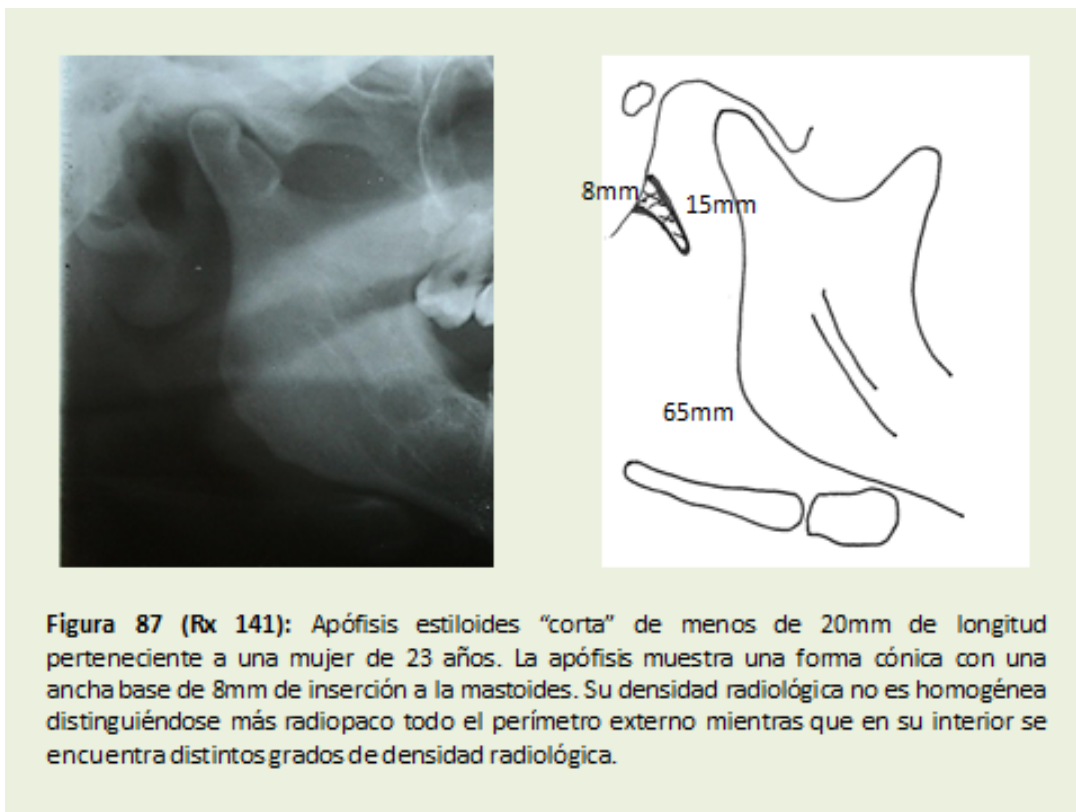 8mm
15mm
65mm
Figura 87 (Rx 141): Apófisis estiloides “corta” de menos de 20mm de longitud
perteneciente a una mujer de 23 años. La apófisis muestra una forma cónica con una
ancha base de 8mm de inserción a la mastoides. Su densidad radiológica no es homogénea
distinguiéndose más radiopaco todo el perímetro externo mientras que en su interior se
encuentra distintos grados de densidad radiológica.